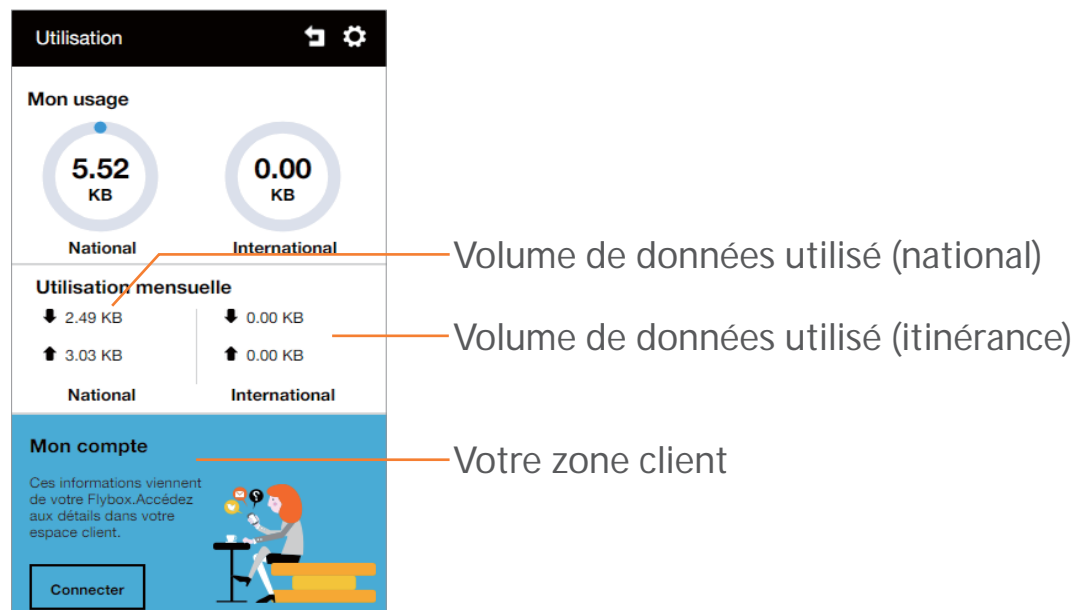 Utilisation
Mon usage
5.52
KB
0.00
KB
National
International
Volume de données utilisé (national)
Utilisation mensuelle
2.49 KB
0.00 KB
Volume de données utilisé (itinérance)
3.03 KB
0.00 KB
National
International
Mon compte
Votre zone client
Ces informations viennent
de votre Flybox.Accédez
aux détails dans votre
espace client.
Connecter